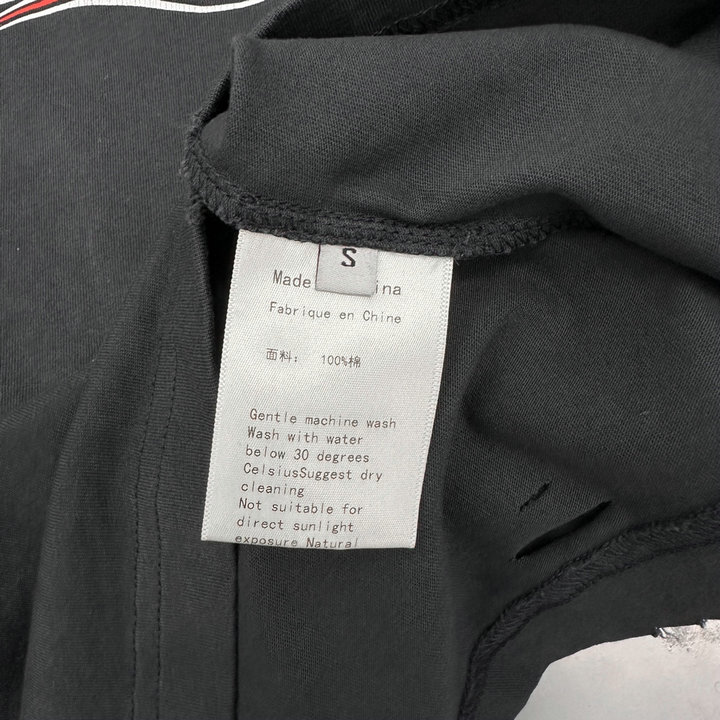 S
Made ina
Fabrique en Chine
面料: 100%棉
Gentle machine wash
Wash with water
below 30 degrees
CelsiusSuggest dry
cleaning
Not suitable for
direct sunlight
exposure Natural